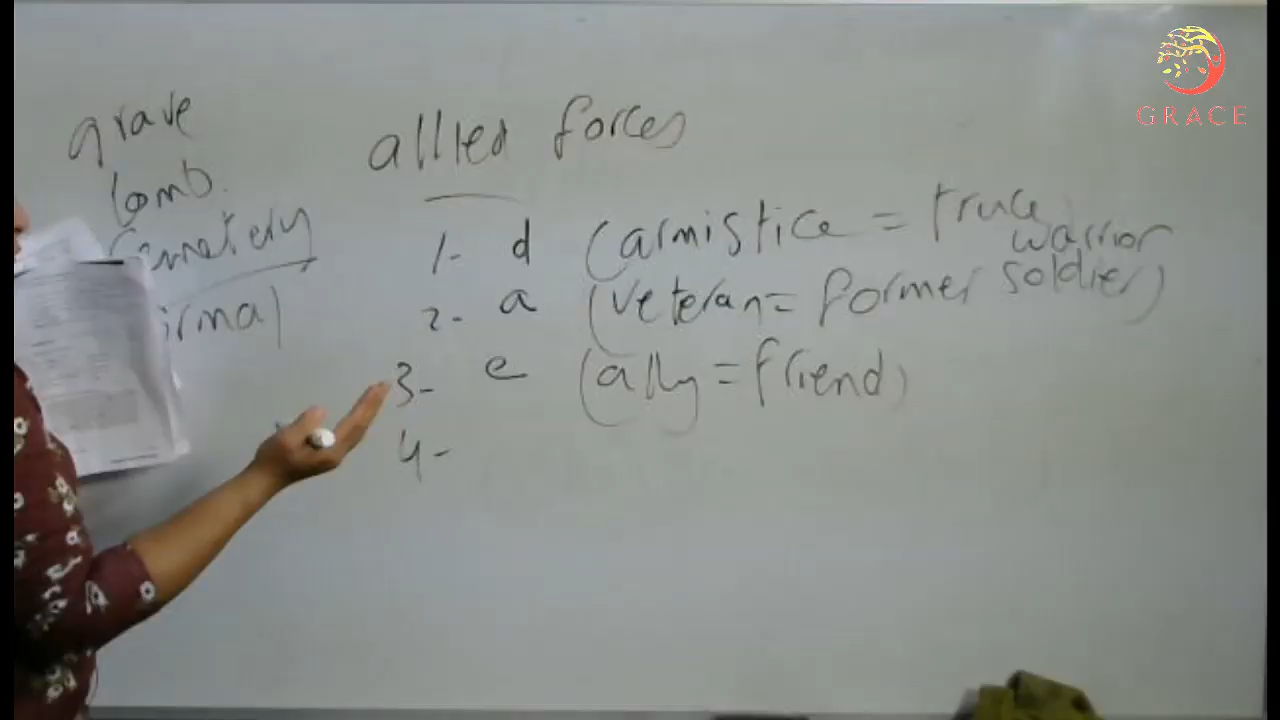 grave
tomb.
Cemetery
irmal
allied forces
1- d (armistice = truce
warrior
2- a (veteran = former soldier)
3- e (ally = friend)
4-
GRACE